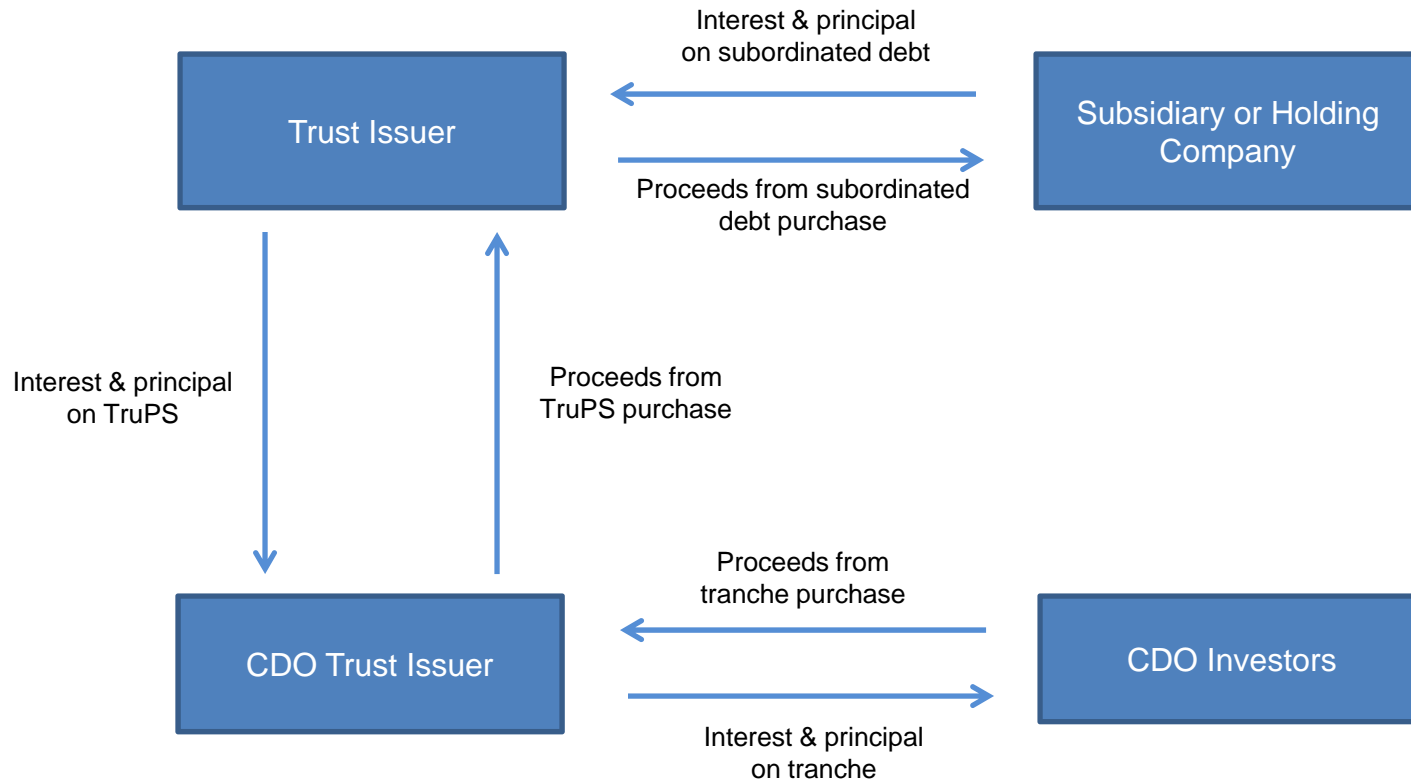 Interest & principal
on subordinated debt
Trust Issuer
Subsidiary or Holding
Company
Proceeds from subordinated
debt purchase
Interest & principal
on TruPS
Proceeds from
TruPS purchase
Proceeds from
tranche purchase
CDO Trust Issuer
CDO Investors
Interest & principal
on tranche